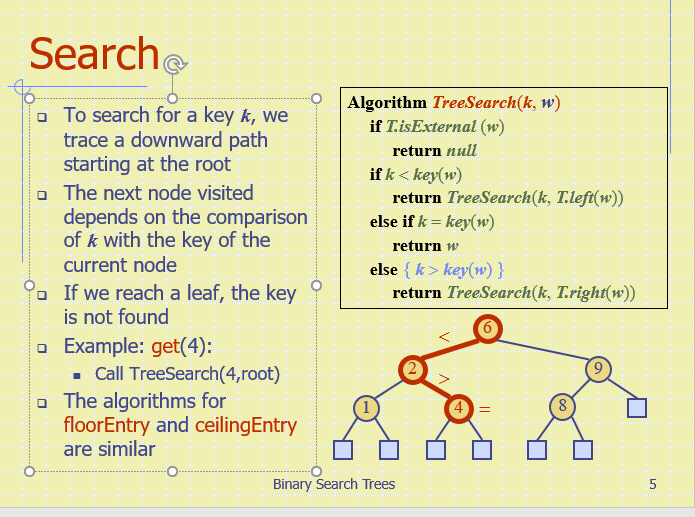 Search
To search for a key k, we
trace a downward path
starting at the root
The next node visited
depends on the comparison
of k with the key of the
current node
If we reach a leaf, the key
is not found
Example: get(4):
Call TreeSearch(4,root)
The algorithms for
floorEntry and ceilingEntry
are similar
Algorithm TreeSearch(k, w)
if T.isExternal (w)
return null
if k < key(w)
return TreeSearch(k, T.left(w))
else if k = key(w)
return w
else { k > key(w) }
return TreeSearch(k, T.right(w))
< 6
2 > 9
1 4 = 8
Binary Search Trees 5